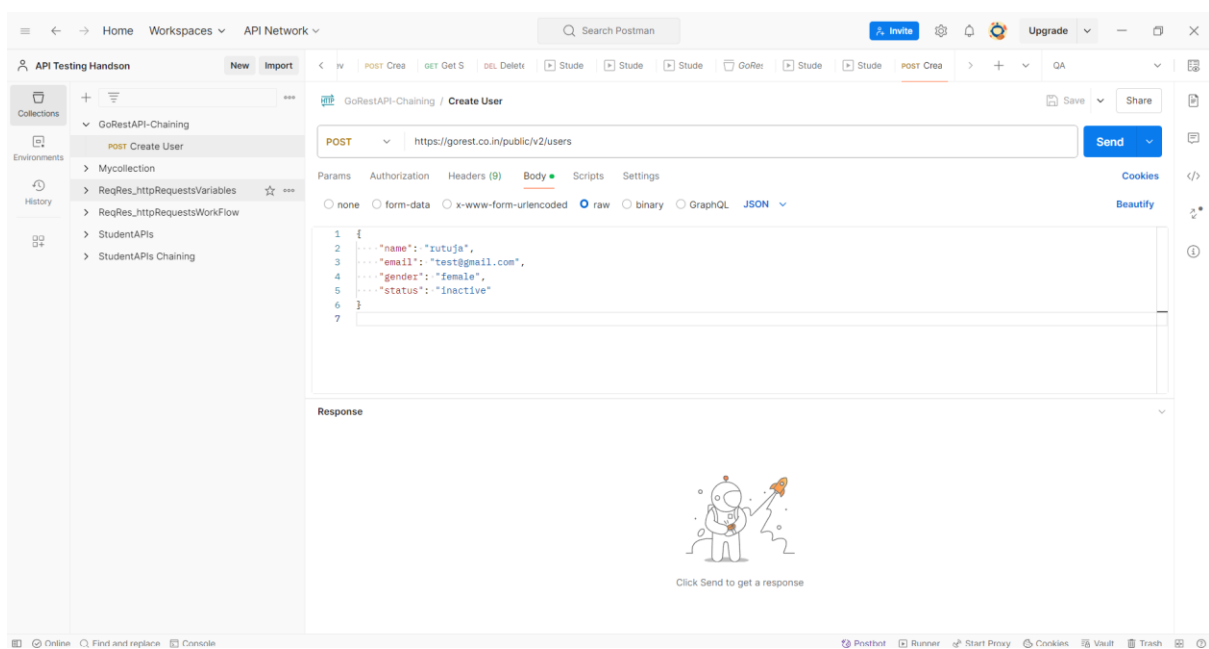 Home Workspaces API Network Search Postman Invite Upgrade
API Testing Handson New Import POST Crea GET Get S DEL Delete Stude Stude Stude GoRes Stude Stude POST Crea QA
Collections
Environments
History
GoRestAPI-Chaining
POST Create User
Mycollection
ReqRes_httpRequestsVariables
ReqRes_httpRequestsWorkFlow
StudentAPIs
StudentAPIs Chaining
HTTP GoRestAPI-Chaining / Create User Save Share
POST https://gorest.co.in/public/v2/users Send
Params Authorization Headers (9) Body Scripts Settings Cookies
none form-data x-www-form-urlencoded raw binary GraphQL JSON Beautify
1 {
2 "name": "rutuja",
3 "email": "test@gmail.com",
4 "gender": "female",
5 "status": "inactive"
6 }
7
Response
Click Send to get a response
Online Find and replace Console Postbot Runner Start Proxy Cookies Vault Trash